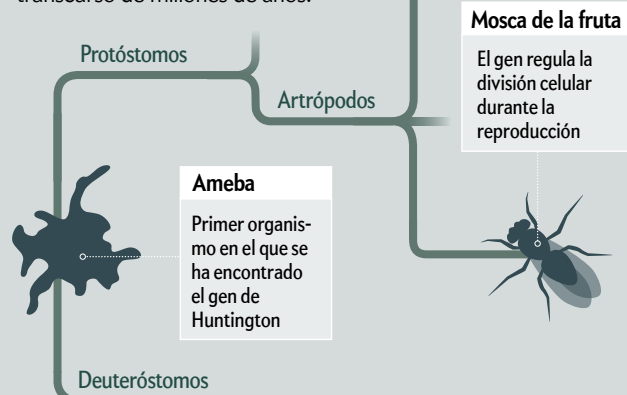 transcurso de millones de años.
Protóstomos
Artrópodos
Mosca de la fruta
El gen regula la
división celular
durante la
reproducción
Ameba
Primer organis-
mo en el que se
ha encontrado
el gen de
Huntington
Deuteróstomos